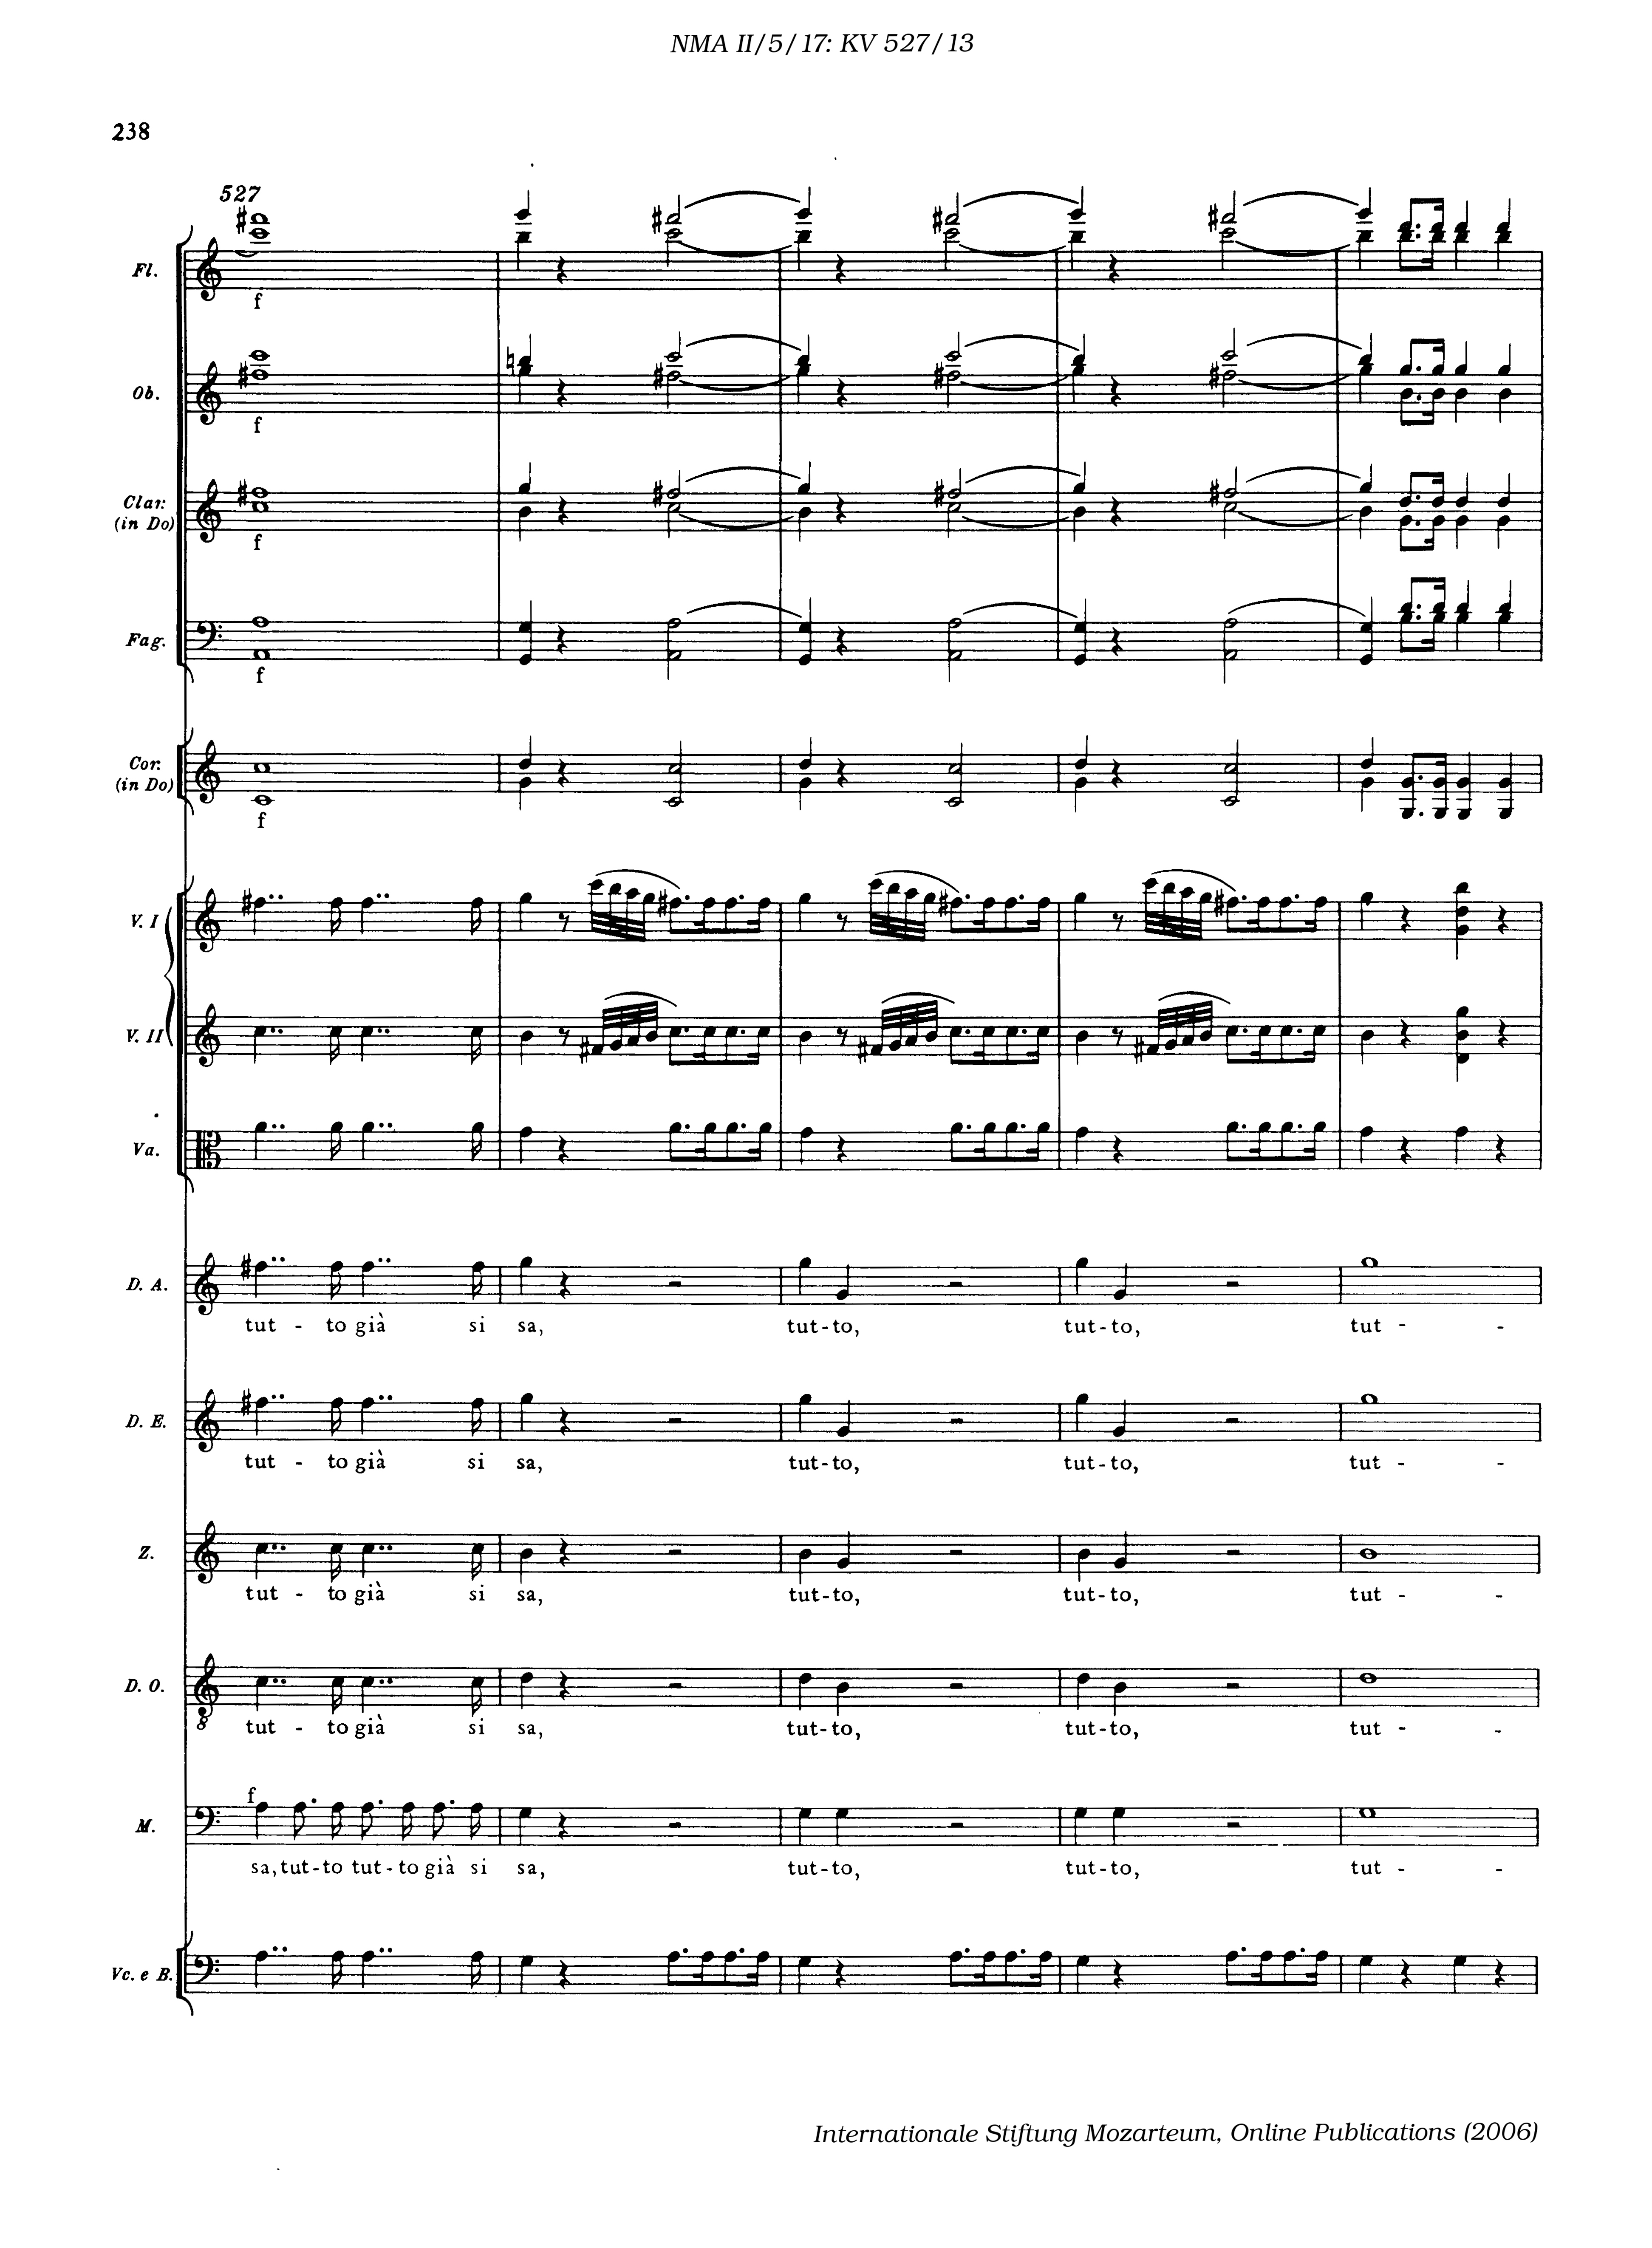 NMA II/5/17: KV 527/13
238
527
Fl.
f
Ob.
f
Clar.
(in Do)
f
Fag.
f
Cor.
(in Do)
f
V. I
V. II
Va.
D. A.
tut - to già si sa, tut-to, tut-to, tut - -
D. E.
tut - to già si sa, tut-to, tut-to, tut - -
Z.
tut - to già si sa, tut-to, tut-to, tut - -
D. O.
8
tut - to già si sa, tut-to, tut-to, tut - -
f
M.
sa, tut-to tut-to già si sa, tut-to, tut-to, tut - -
Vc. e B.
Internationale Stiftung Mozarteum, Online Publications (2006)